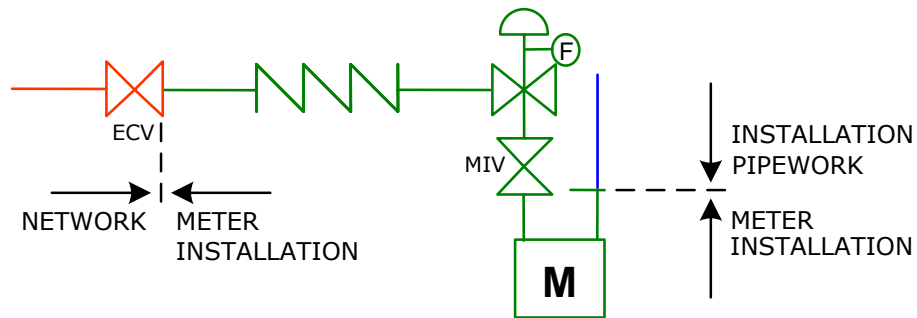 F
ECV
MIV
INSTALLATION
PIPEWORK
NETWORK
METER
INSTALLATION
METER
INSTALLATION
M